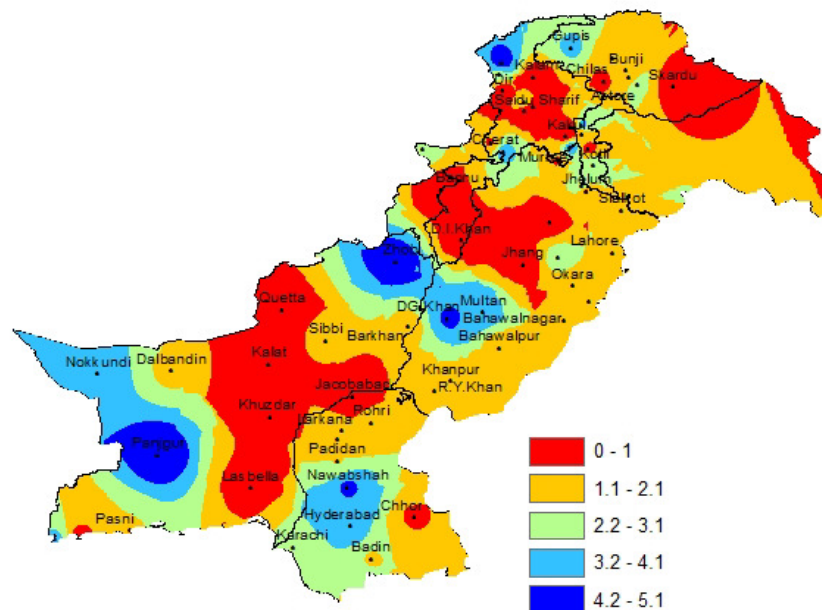 Gupis
Kalam
Chilas
Bunji
Skardu
Dir
Astore
Saidu Sharif
Kakul
Cherat
Murree
Kotli
Bannu
Jhelum
Sialkot
D.I.Khan
Lahore
Zhob
Jhang
Okara
Quetta
DG.Khan
Multan
Bahawalnagar
Sibbi
Barkhan
Bahawalpur
Nokkundi
Dalbandin
Kalat
Khanpur
R.Y.Khan
Jacobabad
Khuzdar
Larkana
Rohri
Panjgur
Padidan
Lasbella
Nawabshah
Pasni
Hyderabad
Chhor
Karachi
Badin
0 - 1
1.1 - 2.1
2.2 - 3.1
3.2 - 4.1
4.2 - 5.1